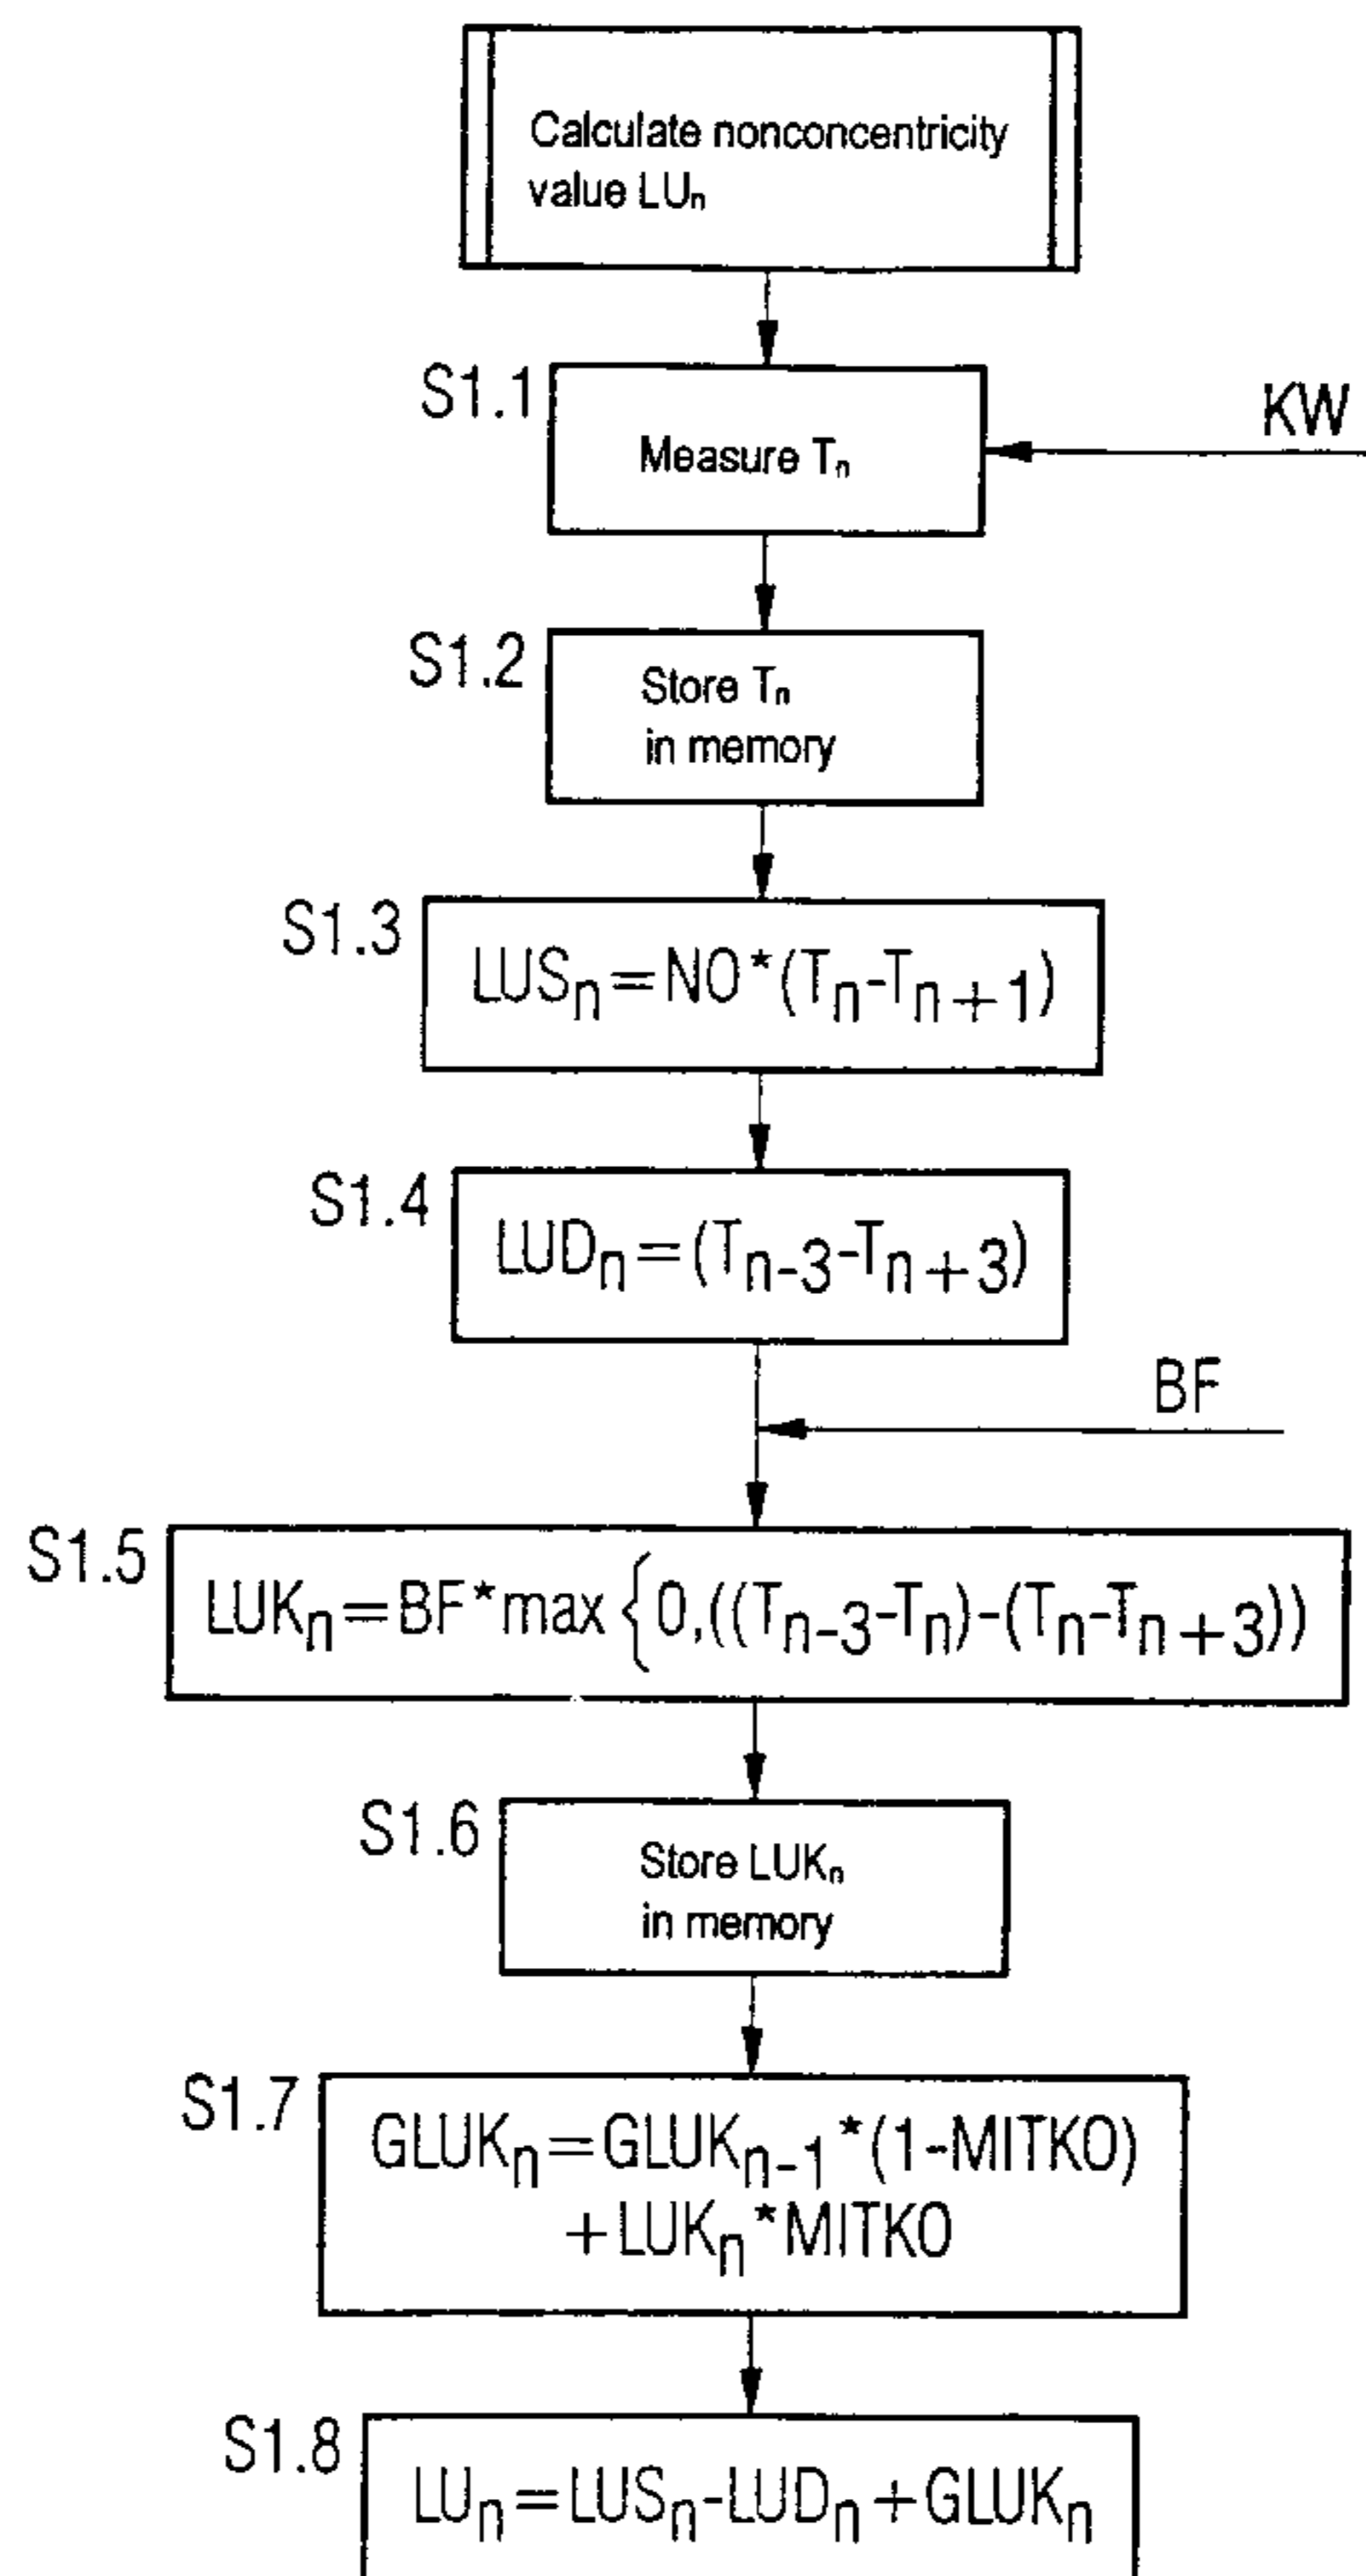 Calculate nonconcentricity
value LUₙ
S1.1
Measure Tₙ
KW
S1.2
Store Tₙ
in memory
S1.3
LUSₙ=NO*(Tₙ-Tₙ₊₁)
S1.4
LUDₙ=(Tₙ₋₃-Tₙ₊₃)
BF
S1.5
LUKₙ=BF*max{0,((Tₙ₋₃-Tₙ)-(Tₙ-Tₙ₊₃))
S1.6
Store LUKₙ
in memory
S1.7
GLUKₙ=GLUKₙ₋₁*(1-MITKO)
+LUKₙ*MITKO
S1.8
LUₙ=LUSₙ-LUDₙ+GLUKₙ